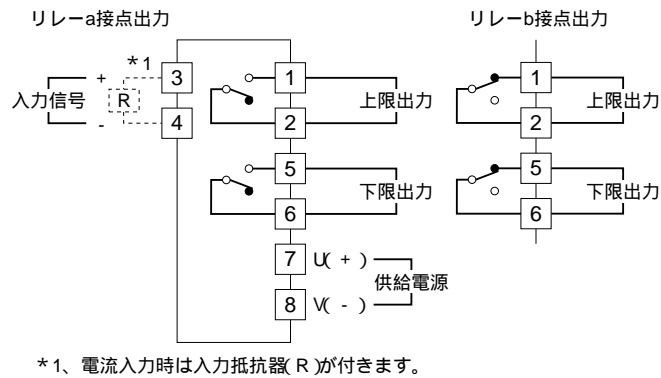 リレーa接点出力
リレーb接点出力
*1
3
1
1
+
入力信号
R
上限出力
上限出力
-
4
2
2
5
5
下限出力
下限出力
6
6
7
U( + )
供給電源
8
V( - )
*1、電流入力時は入力抵抗器(R)が付きます。